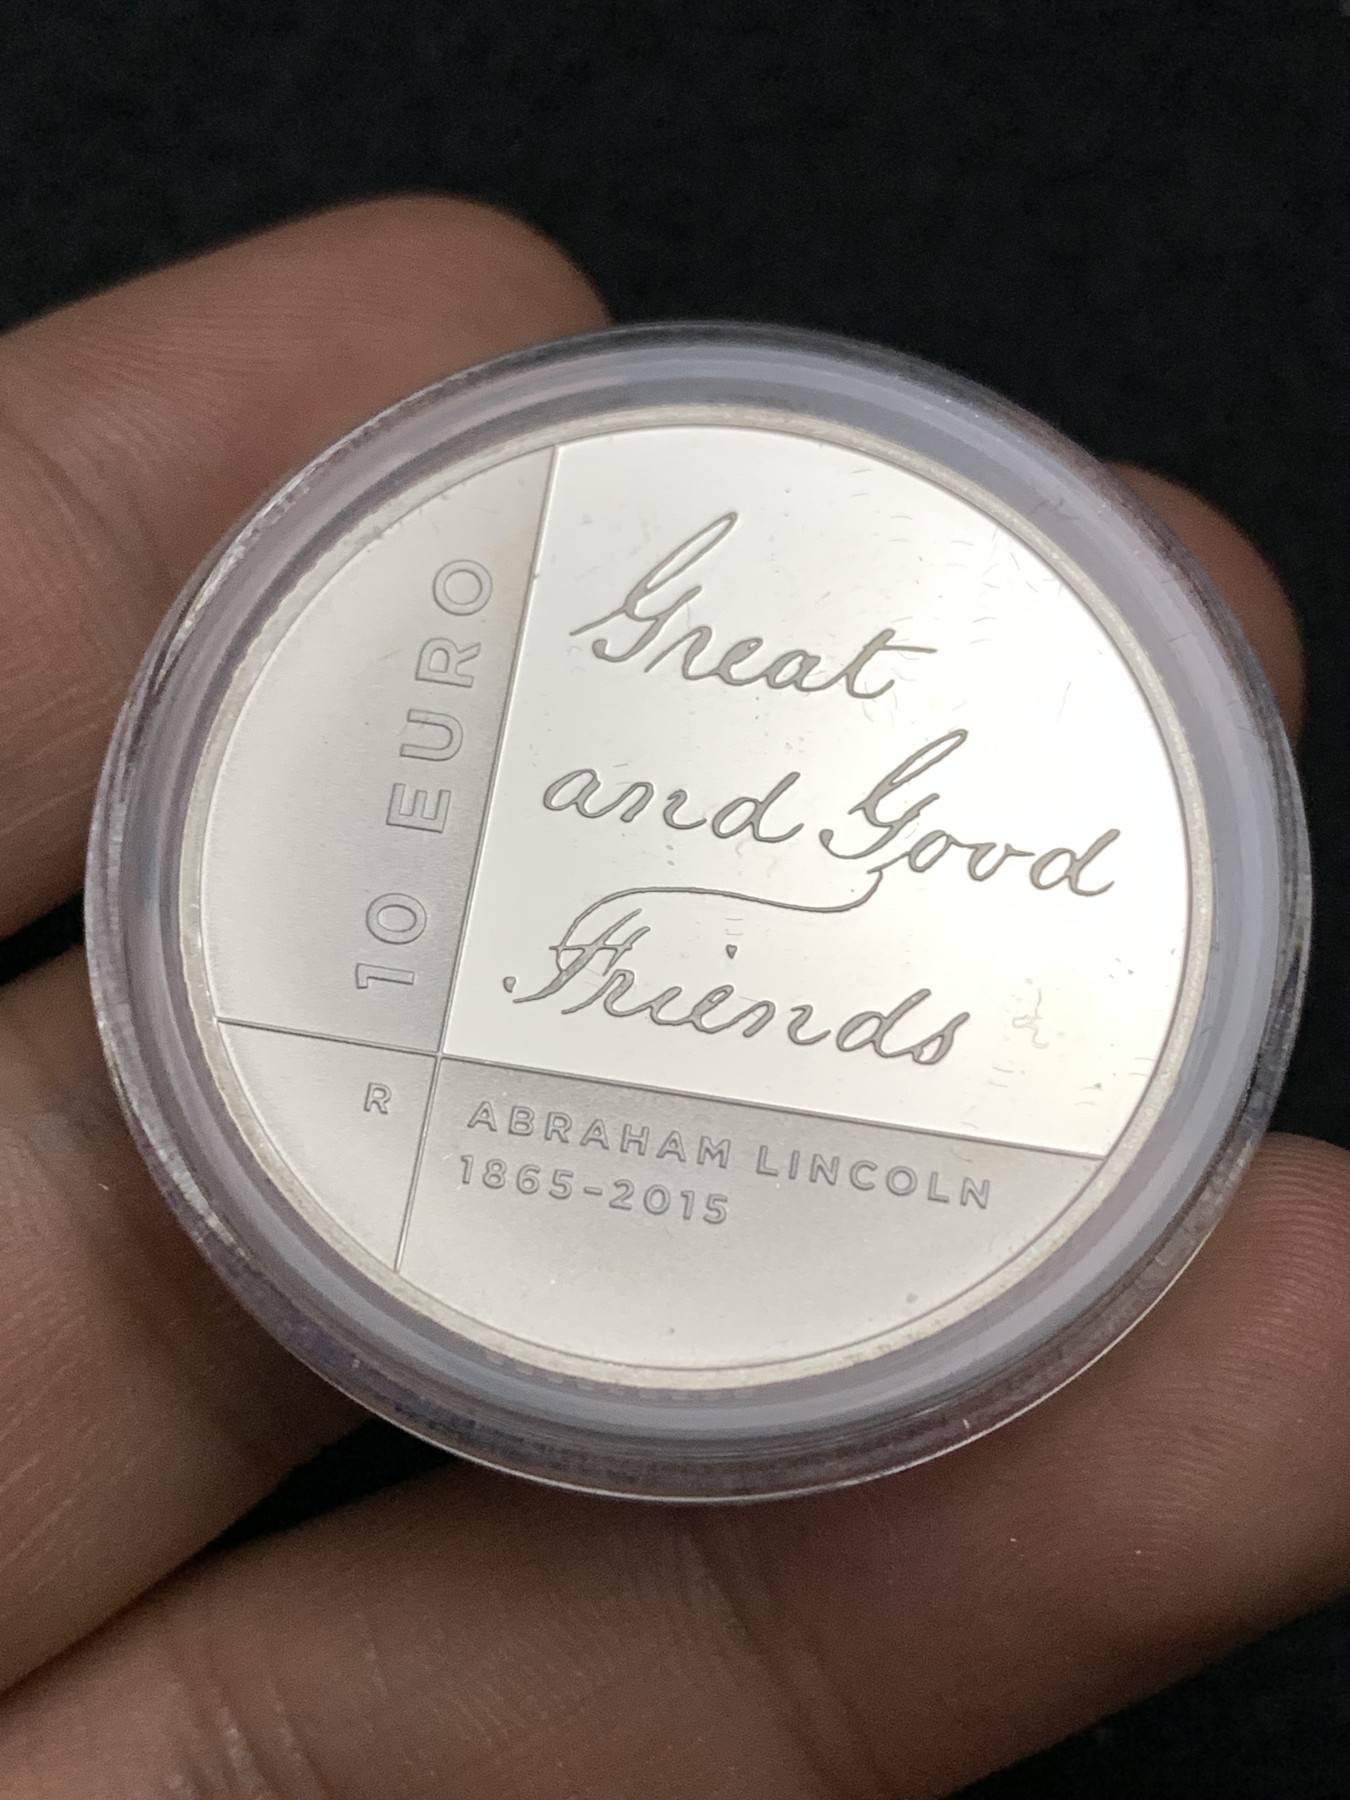 Great
and Good
Friends
10 EURO
R
ABRAHAM LINCOLN
1865-2015